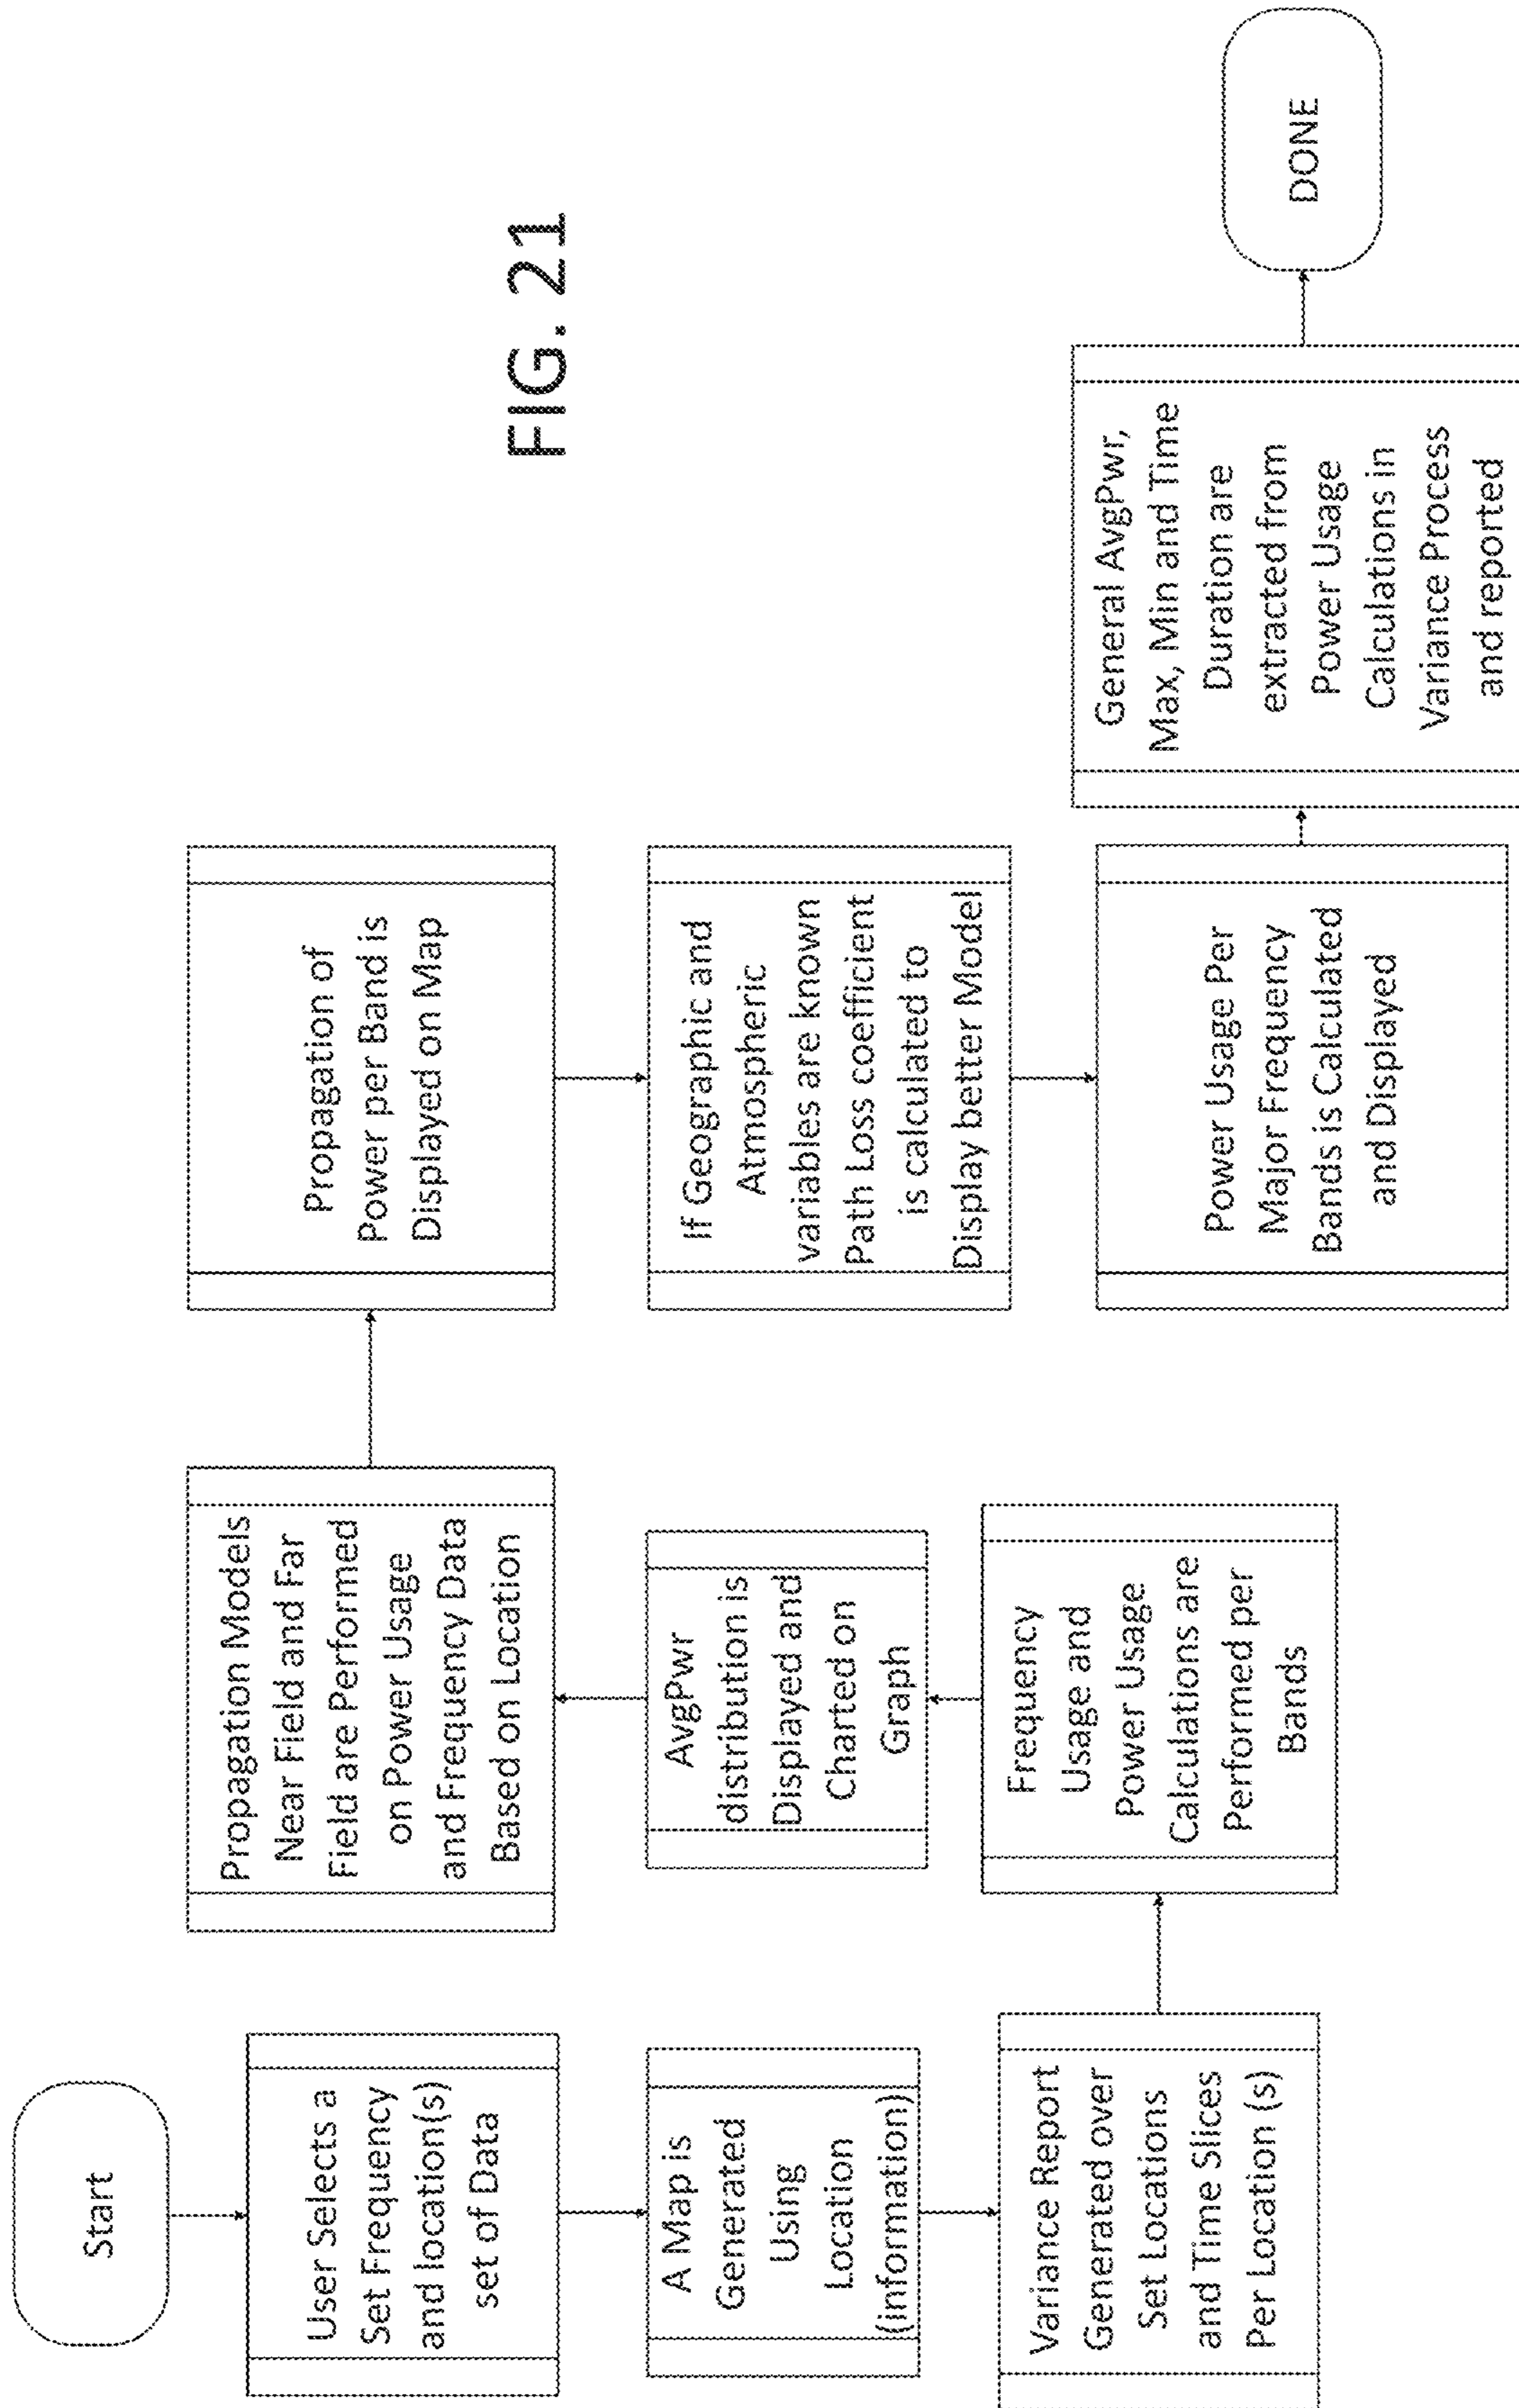 Start
User Selects a
Set Frequency
and location(s)
set of Data
A Map is
Generated
Using
Location
(information)
Variance Report
Generated over
Set Locations
and Time Slices
Per Location (s)
Frequency
Usage and
Power Usage
Calculations are
Performed per
Bands
AvgPwr
distribution is
Displayed and
Charted on
Graph
Propagation Models
Near Field and Far
Field are Performed
on Power Usage
and Frequency Data
Based on Location
Propagation of
Power per Band is
Displayed on Map
If Geographic and
Atmospheric
variables are known
Path Loss coefficient
is calculated to
Display better Model
Power Usage Per
Major Frequency
Bands is Calculated
and Displayed
General AvgPwr,
Max, Min and Time
Duration are
extracted from
Power Usage
Calculations in
Variance Process
and reported
DONE
FIG. 21